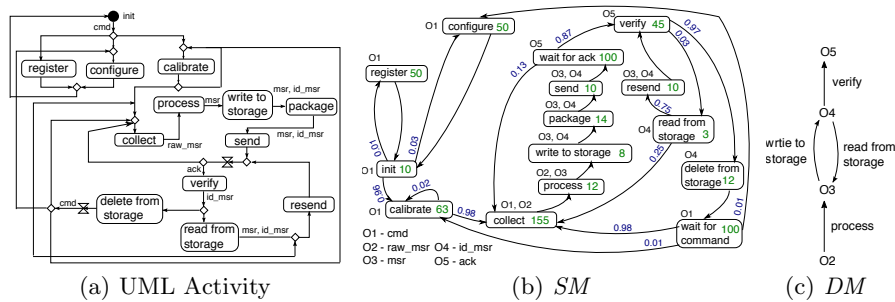 init
cmd
register
configure
calibrate
process
msr
write to
storage
msr, id_msr
package
collect
raw_msr
msr, id_msr
send
ack
verify
id_msr
cmd
delete from
storage
read from
storage
msr, id_msr
resend
(a) UML Activity
O1
configure 50
O5
verify 45
0.87
0.97
0.03
O5
wait for ack 100
0.13
O1
register 50
O3, O4
send 10
O3, O4
resend 10
O3, O4
package 14
0.75
O4
read from
storage 3
0.01
0.03
O3, O4
write to storage 8
0.25
O4
delete from
storage 12
O1
init 10
O2, O3
process 12
0.96
0.02
O1
calibrate 63
0.98
O1, O2
collect 155
O1
wait for
command 100
0.01
0.98
0.01
O1 - cmd
O2 - raw_msr
O3 - msr
O4 - id_msr
O5 - ack
(b) SM
O5
verify
O4
wrtie to
storage
read from
storage
O3
process
O2
(c) DM